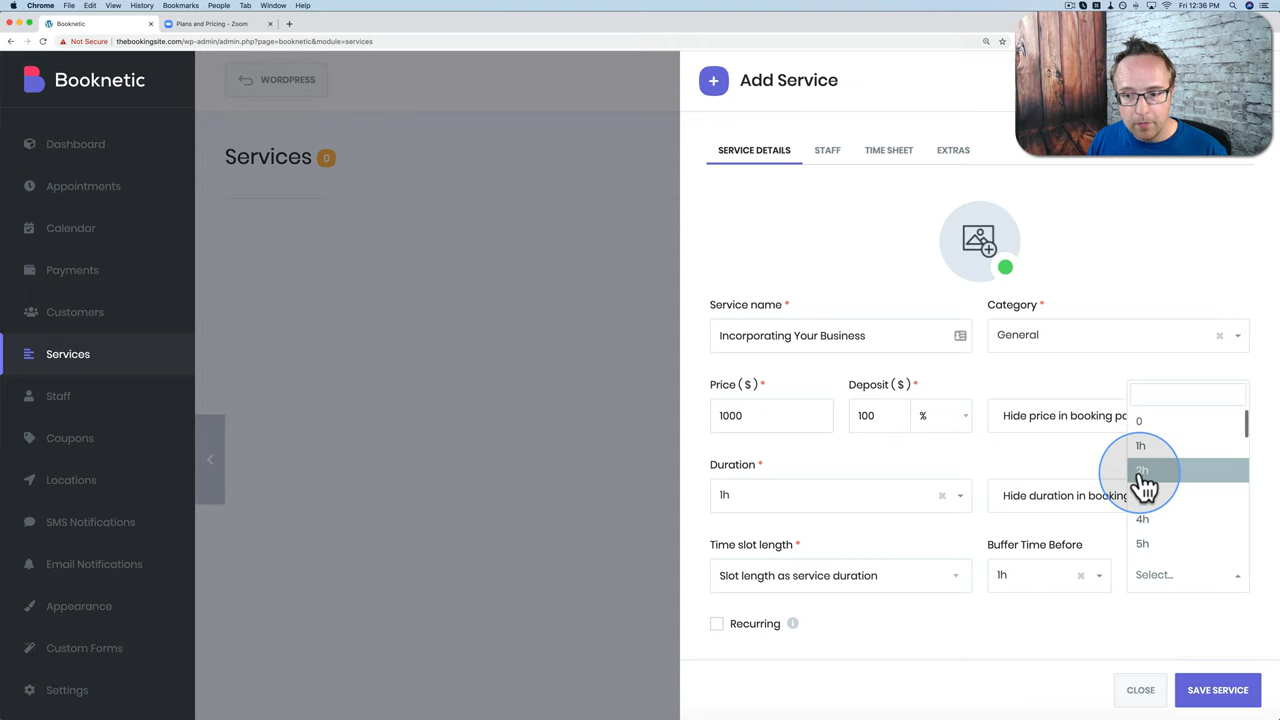 Chrome File Edit View History Bookmarks People Tab Window Help
Fri 12:36 PM
Booknetic
Plans and Pricing - Zoom
Not Secure thebookingsite.com/wp-admin/admin.php?page=booknetic&module=services
Booknetic
WORDPRESS
Add Service
SERVICE DETAILS STAFF TIME SHEET EXTRAS
Dashboard
Services 0
Appointments
Calendar
Payments
Customers
Services
Staff
Coupons
Locations
SMS Notifications
Email Notifications
Appearance
Custom Forms
Settings
Service name * Category *
Incorporating Your Business General
Price ( $ ) * Deposit ( $ ) *
1000 100 % Hide price in booking pa
0
1h
2h
4h
5h
Select...
Duration *
1h Hide duration in booking
Time slot length * Buffer Time Before
Slot length as service duration 1h
Recurring
CLOSE SAVE SERVICE